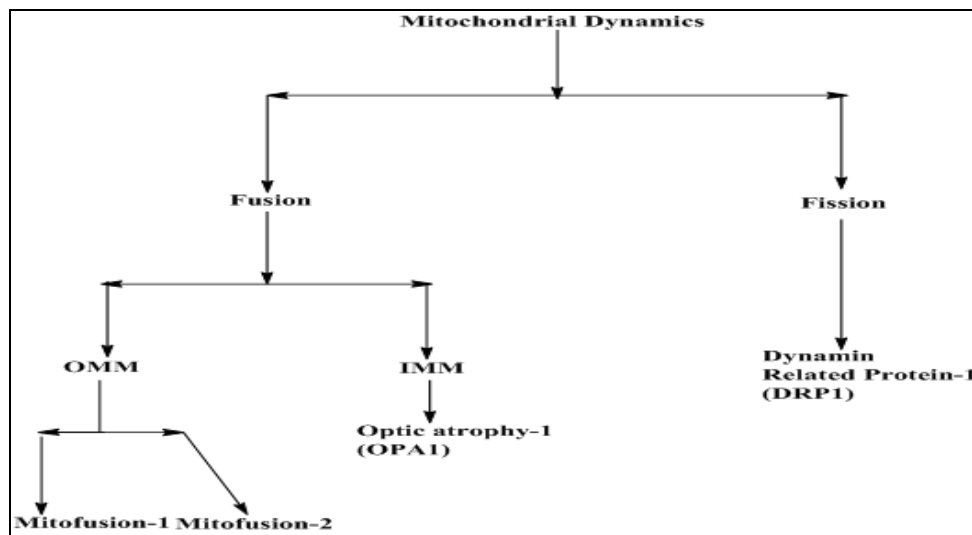 Mitochondrial Dynamics
Fusion
Fission
OMM
IMM
Dynamin
Related Protein-1
(DRP1)
Optic atrophy-1
(OPA1)
Mitofusion-1
Mitofusion-2